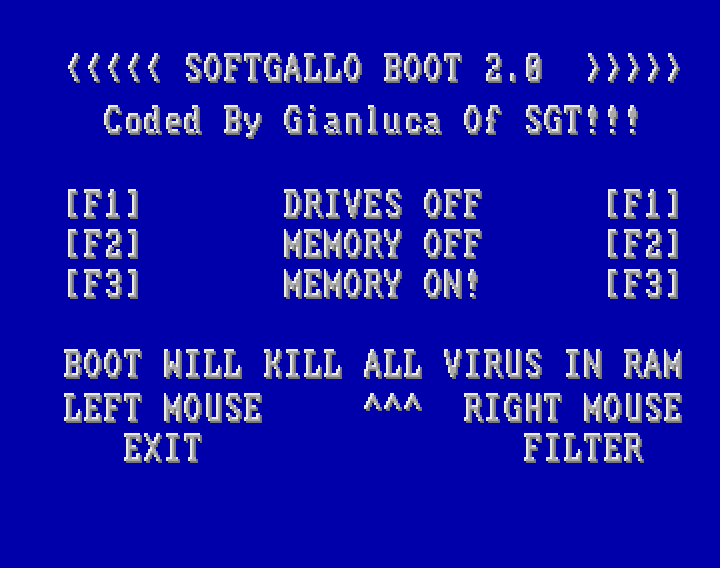 <<<<< SOFTGALLO BOOT 2.0 >>>>>
Coded By Gianluca Of SGT!!!
[F1] DRIVES OFF [F1]
[F2] MEMORY OFF [F2]
[F3] MEMORY ON! [F3]
BOOT WILL KILL ALL VIRUS IN RAM
LEFT MOUSE ^^^ RIGHT MOUSE
EXIT FILTER